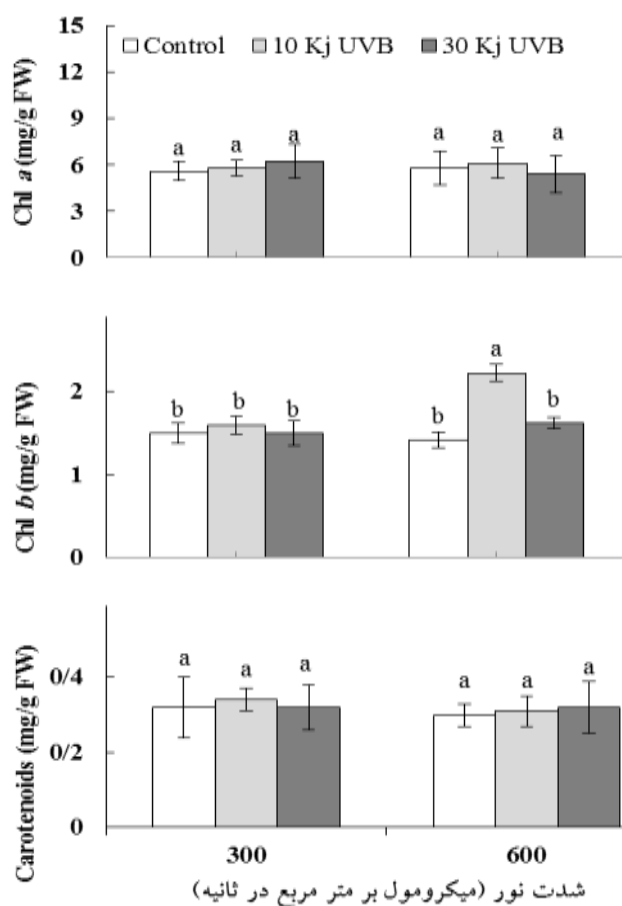 15
Control 10 Kj UVB 30 Kj UVB
12
9
6
3
0
Chl a (mg/g FW)
a a a a a a
2
1
0
Chl b (mg/g FW)
b b b b a b
0/4
0/2
0
Carotenoids (mg/g FW)
a a a a a a
300 600
شدت نور (میکرومول بر متر مربع در ثانیه)